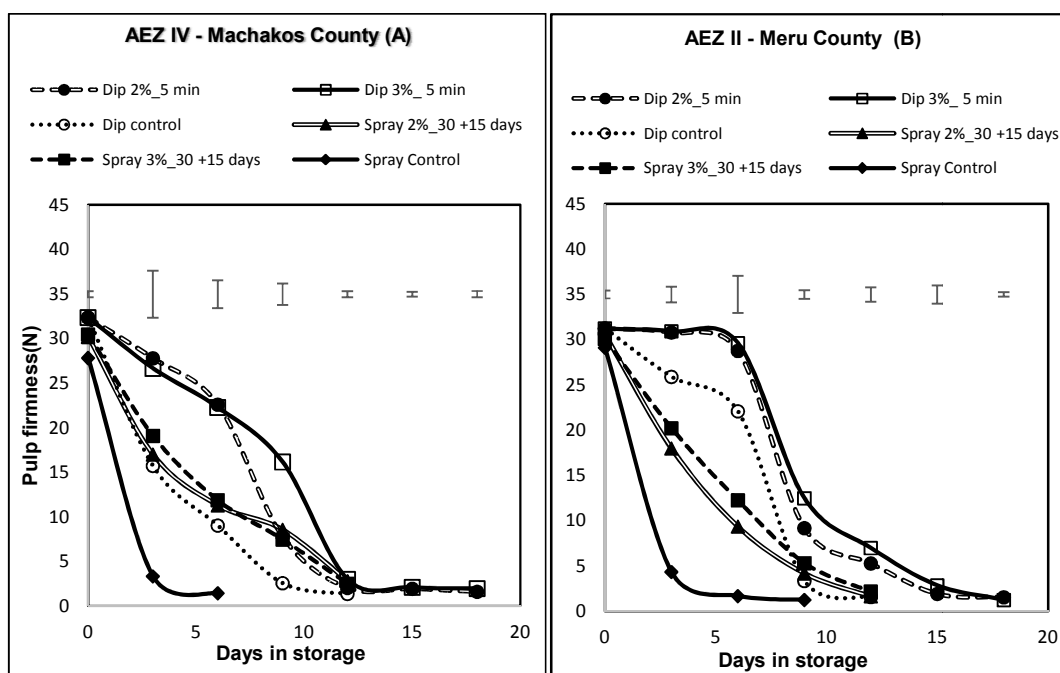 AEZ IV - Machakos County (A)
Dip 2%_5 min
Dip 3%_ 5 min
Dip control
Spray 2%_30 +15 days
Spray 3%_30 +15 days
Spray Control
Pulp firmness(N)
45
40
35
30
25
20
15
10
5
0
0
5
10
15
20
Days in storage
AEZ II - Meru County (B)
Dip 2%_5 min
Dip 3%_ 5 min
Dip control
Spray 2%_30 +15 days
Spray 3%_30 +15 days
Spray Control
45
40
35
30
25
20
15
10
5
0
0
5
10
15
20
Days in storage